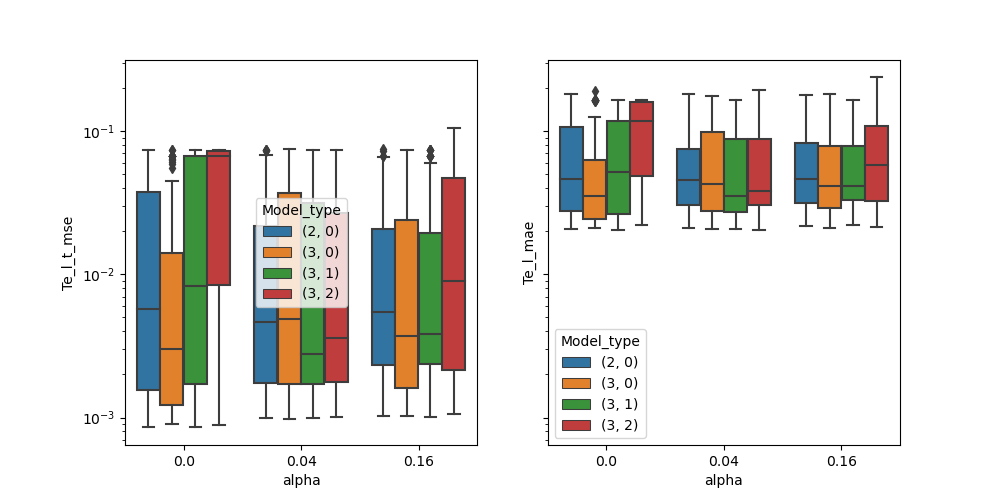 Te_l_t_mse
10⁻¹
10⁻²
10⁻³
0.0
0.04
0.16
alpha
Model_type
(2, 0)
(3, 0)
(3, 1)
(3, 2)
Te_l_mae
0.0
0.04
0.16
alpha
Model_type
(2, 0)
(3, 0)
(3, 1)
(3, 2)